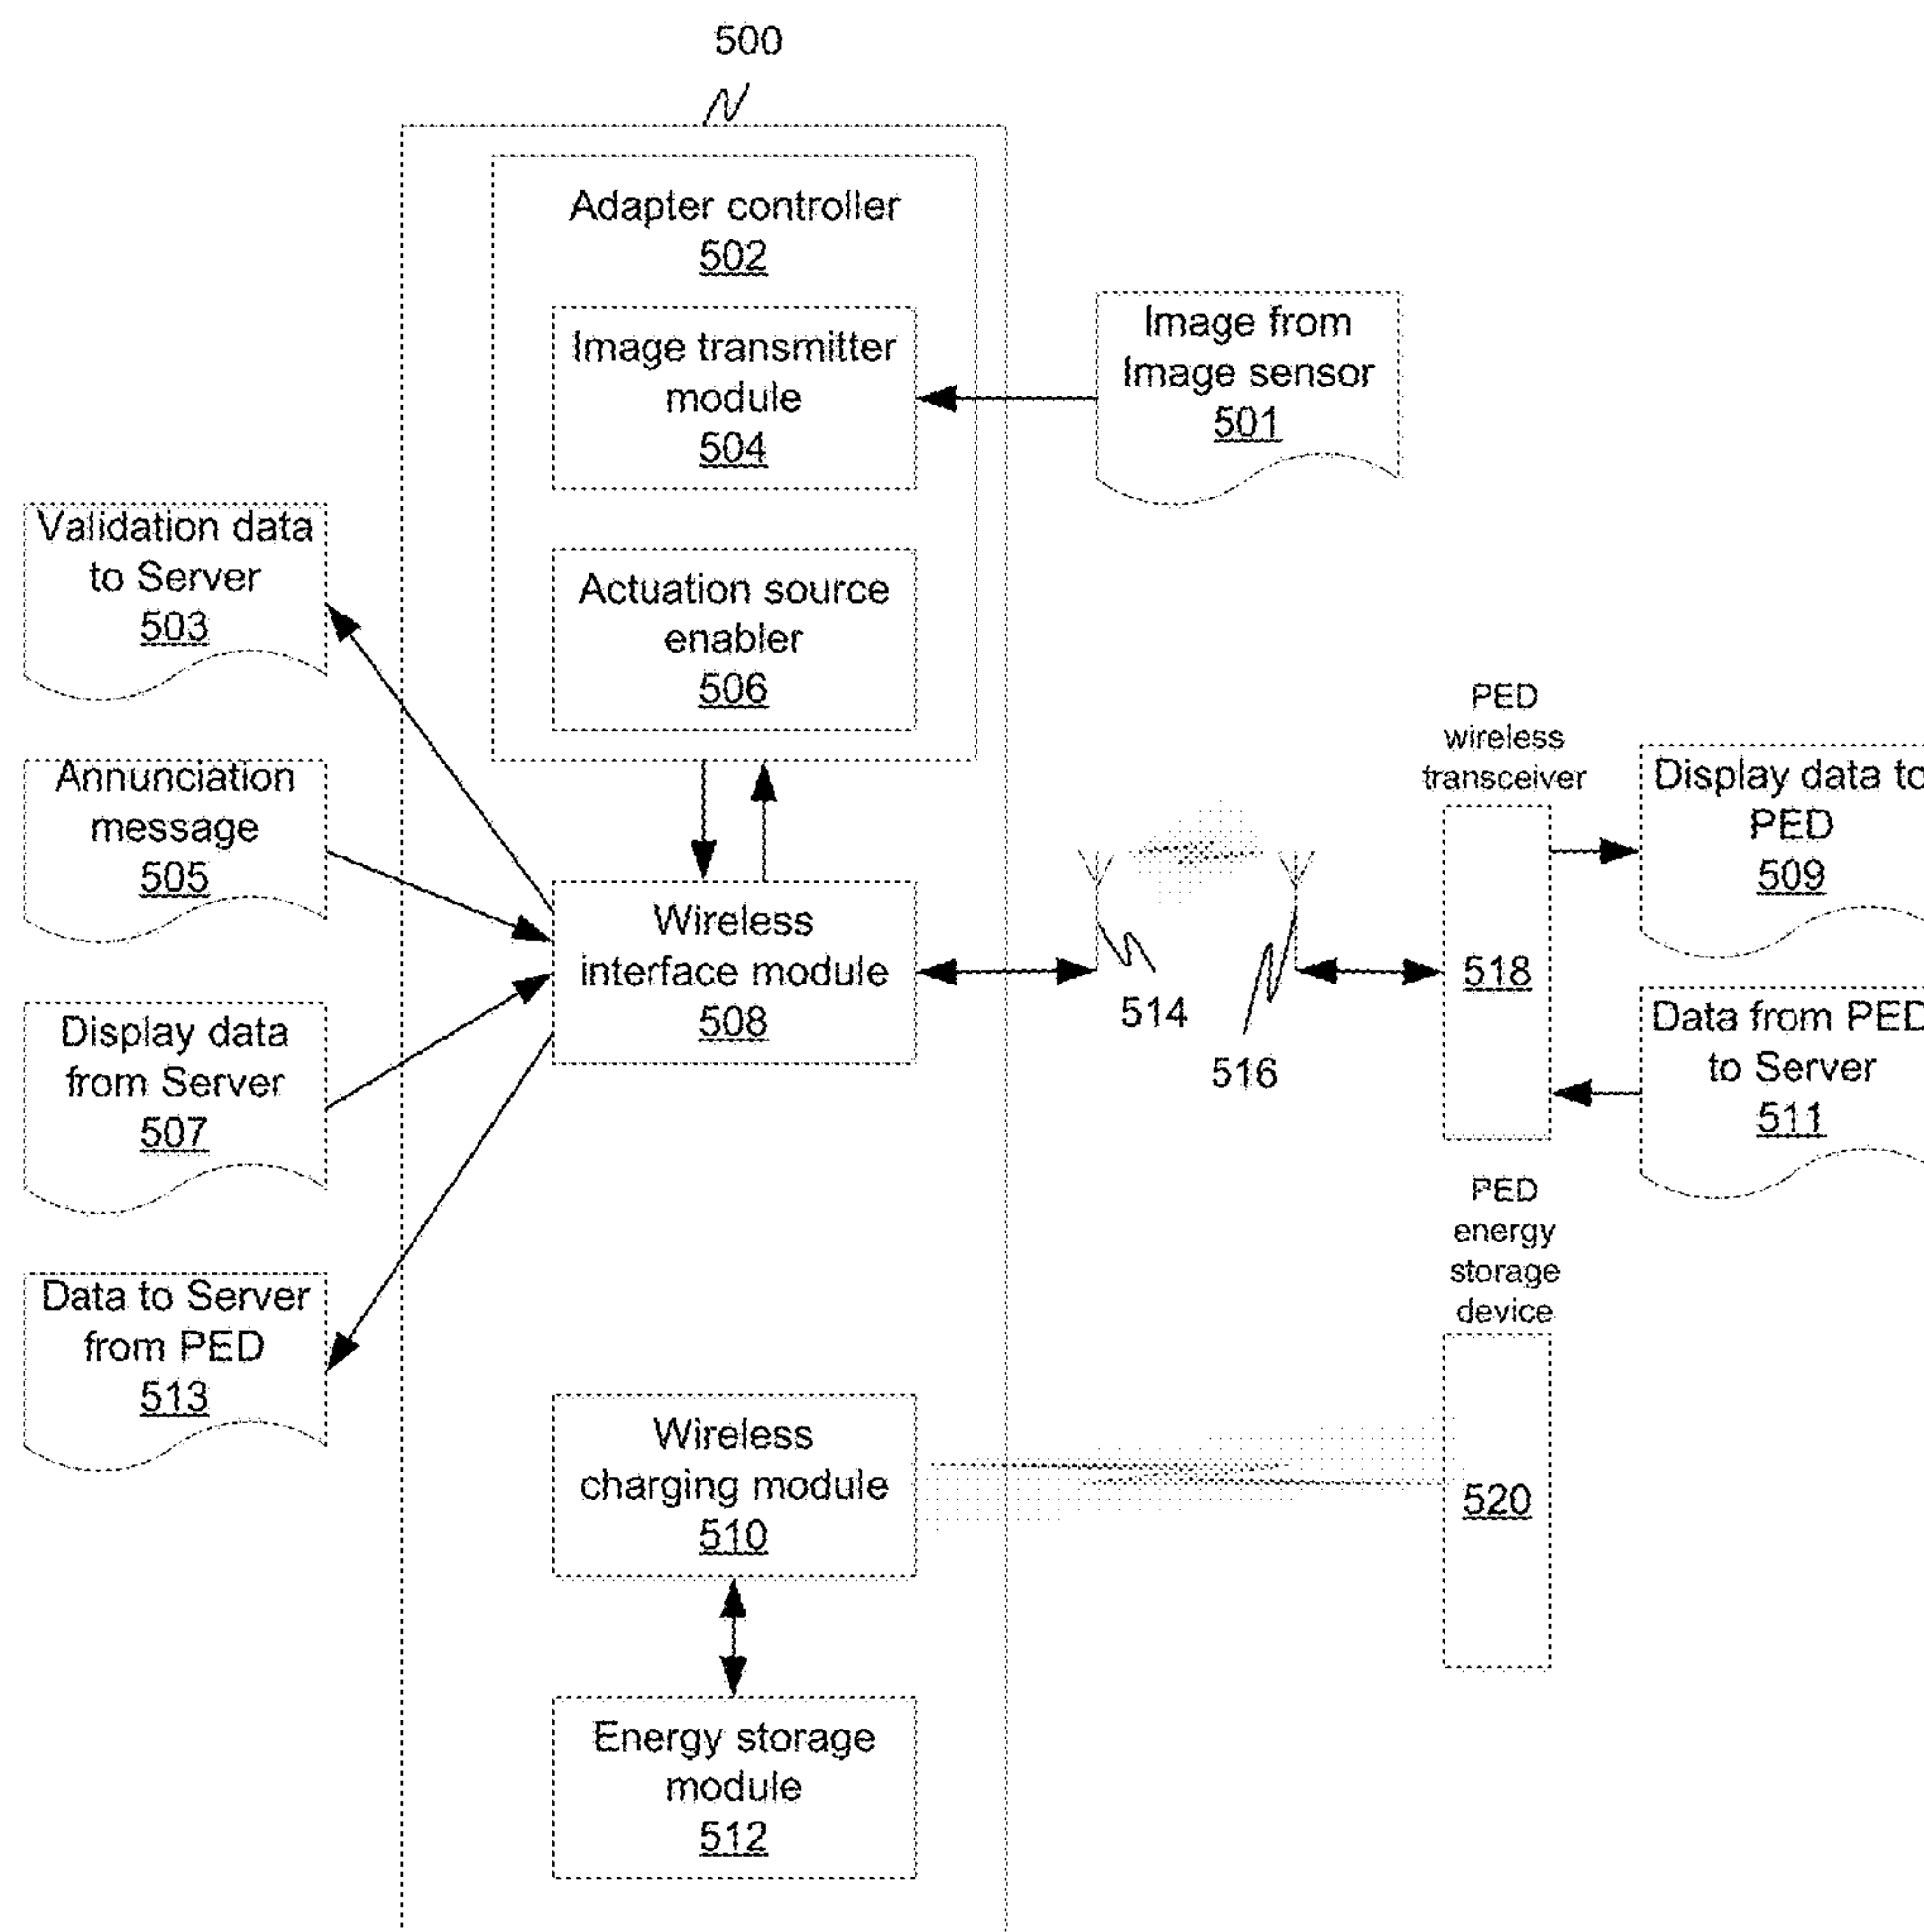 500
Adapter controller
502
Image transmitter
module
504
Image from
Image sensor
501
Actuation source
enabler
506
Validation data
to Server
503
Annunciation
message
505
Display data
from Server
507
Data to Server
from PED
513
Wireless
interface module
508
514
516
PED
wireless
transceiver
518
Display data to
PED
509
Data from PED
to Server
511
PED
energy
storage
device
520
Wireless
charging module
510
Energy storage
module
512